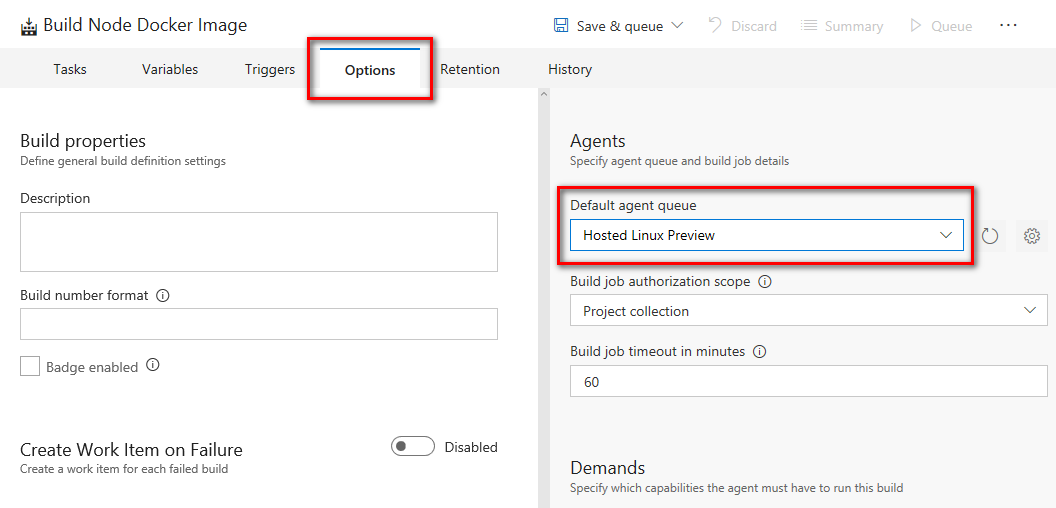 Build Node Docker Image
Save & queue
Discard
Summary
Queue
Tasks
Variables
Triggers
Options
Retention
History
Build properties
Define general build definition settings
Description
Build number format
Badge enabled
Create Work Item on Failure
Create a work item for each failed build
Disabled
Agents
Specify agent queue and build job details
Default agent queue
Hosted Linux Preview
Build job authorization scope
Project collection
Build job timeout in minutes
60
Demands
Specify which capabilities the agent must have to run this build